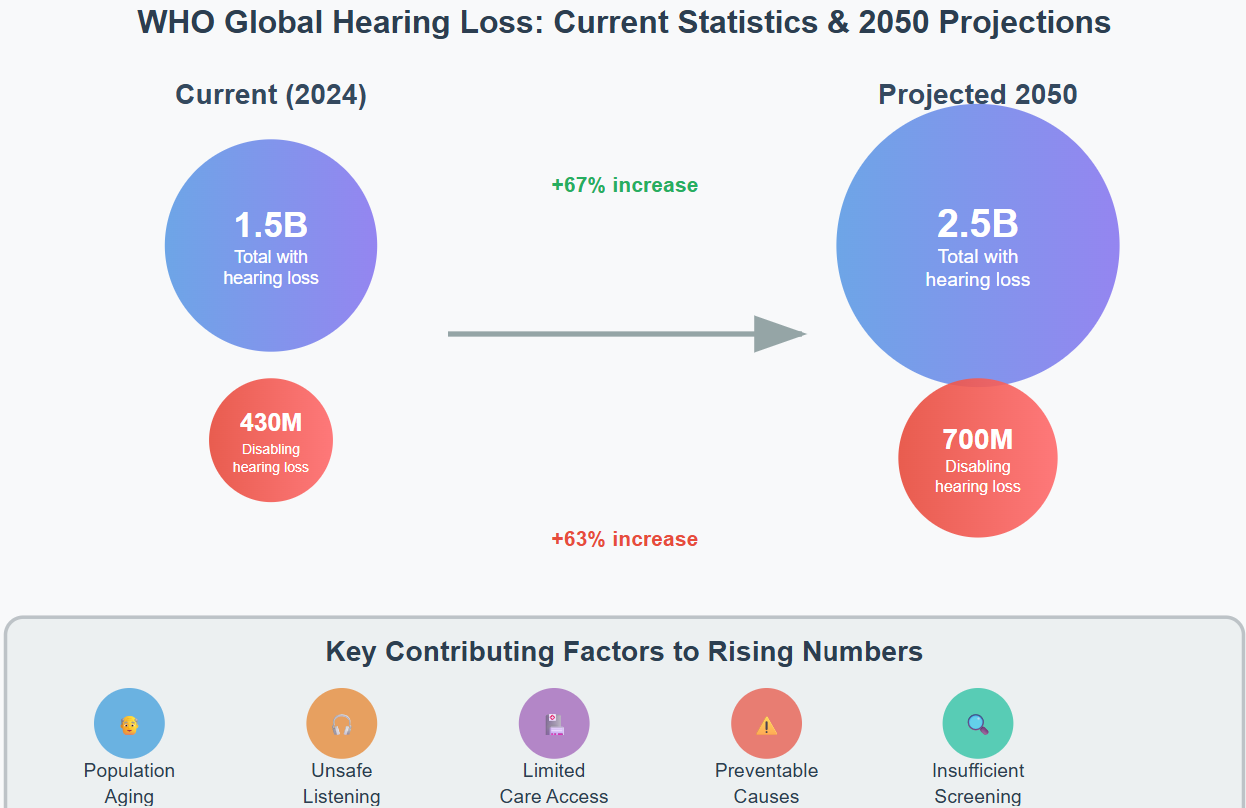 WHO Global Hearing Loss: Current Statistics & 2050 Projections
Current (2024)
Projected 2050
1.5B
Total with
hearing loss
+67% increase
2.5B
Total with
hearing loss
430M
Disabling
hearing loss
700M
Disabling
hearing loss
+63% increase
Key Contributing Factors to Rising Numbers
Population
Aging
Unsafe
Listening
Limited
Care Access
Preventable
Causes
Insufficient
Screening